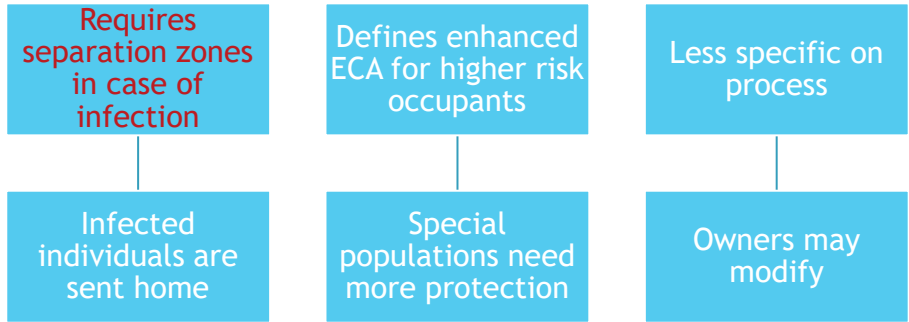 Requires
separation zones
in case of
infection
Infected
individuals are
sent home
Defines enhanced
ECA for higher risk
occupants
Special
populations need
more protection
Less specific on
process
Owners may
modify